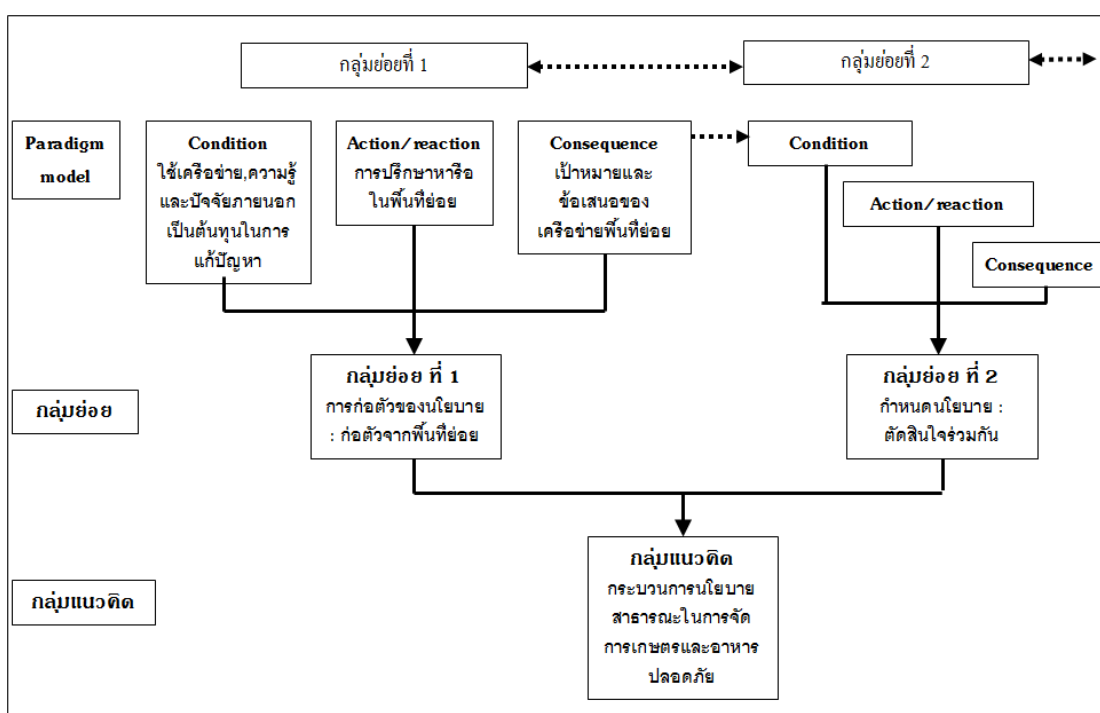 กลุ่มย่อยที่ 1
กลุ่มย่อยที่ 2
Paradigm
model
Condition
ใช้เครือข่าย,ความรู้
และปัจจัยภายนอก
เป็นต้นทุนในการ
แก้ปัญหา
Action/reaction
การปรึกษาหารือ
ในพื้นที่ย่อย
Consequence
เป้าหมายและ
ข้อเสนอของ
เครือข่ายพื้นที่ย่อย
Condition
Action/reaction
Consequence
กลุ่มย่อย
กลุ่มย่อย ที่ 1
การก่อตัวของนโยบาย
: ก่อตัวจากพื้นที่ย่อย
กลุ่มย่อย ที่ 2
กำหนดนโยบาย :
ตัดสินใจร่วมกัน
กลุ่มแนวคิด
กลุ่มแนวคิด
กระบวนการนโยบาย
สาธารณะในการจัด
การเกษตรและอาหาร
ปลอดภัย